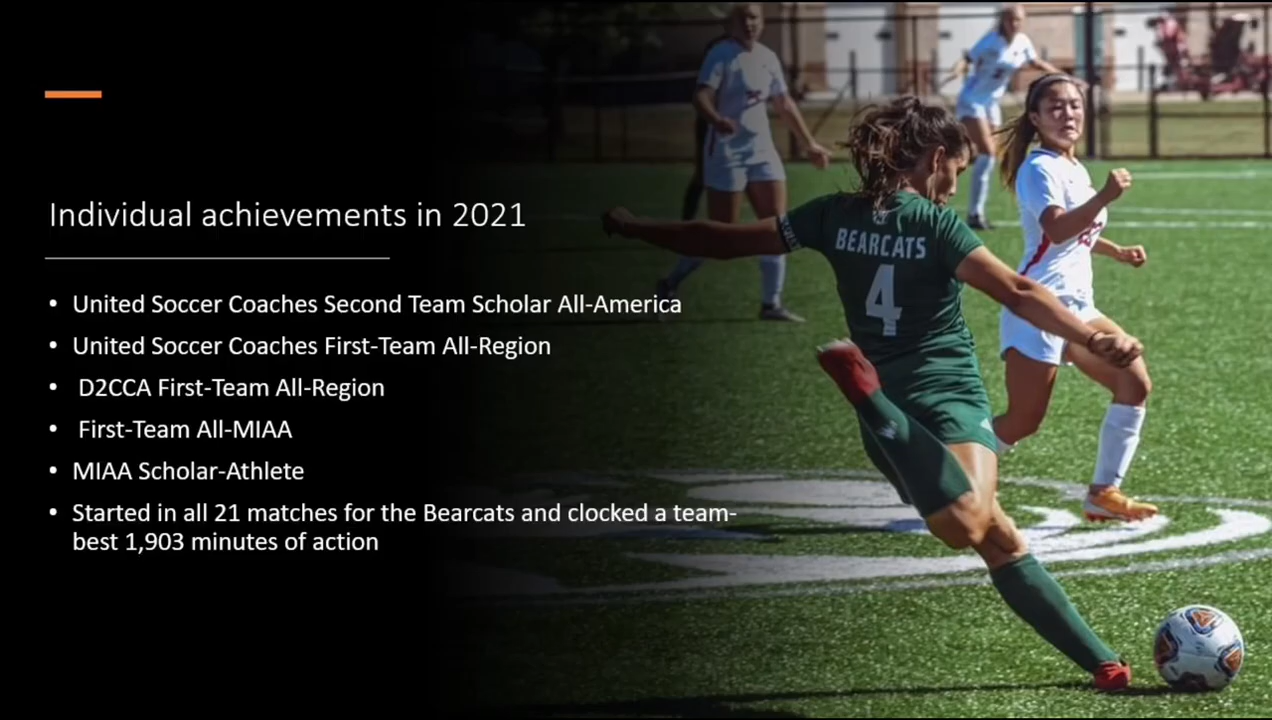 Individual achievements in 2021
• United Soccer Coaches Second Team Scholar All-America
• United Soccer Coaches First-Team All-Region
• D2CCA First-Team All-Region
• First-Team All-MIAA
• MIAA Scholar-Athlete
• Started in all 21 matches for the Bearcats and clocked a team-
best 1,903 minutes of action
BEARCATS
4